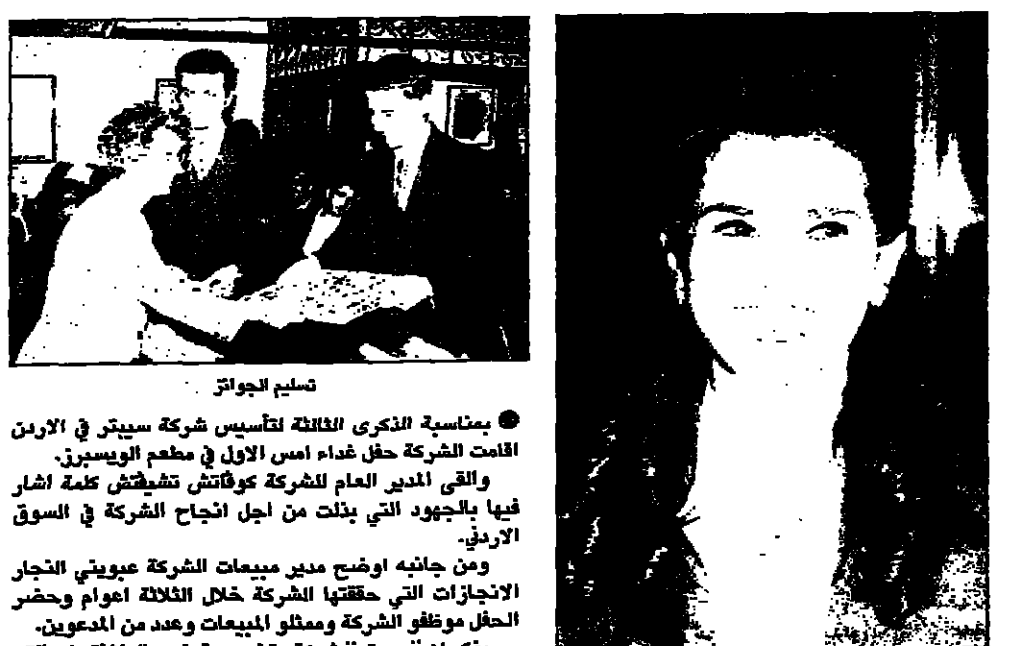 تسليم الجوائز
بمناسبة الذكرى الثالثة لتأسيس شركة سيبتر في الاردن
اقامت الشركة حفل غداء امس الاول في مطعم الويسبرز.
والقى المدير العام للشركة كوفاتش تشيفتش كلمة اشار
فيها بالجهود التي بذلت من اجل انجاح الشركة في السوق
الاردني.
ومن جانبه اوضح مدير مبيعات الشركة عبويني النجار
الانجازات التي حققتها الشركة خلال الثلاثة اعوام وحضر
الحفل موظفو الشركة وممثلو المبيعات وعدد من المدعوين.